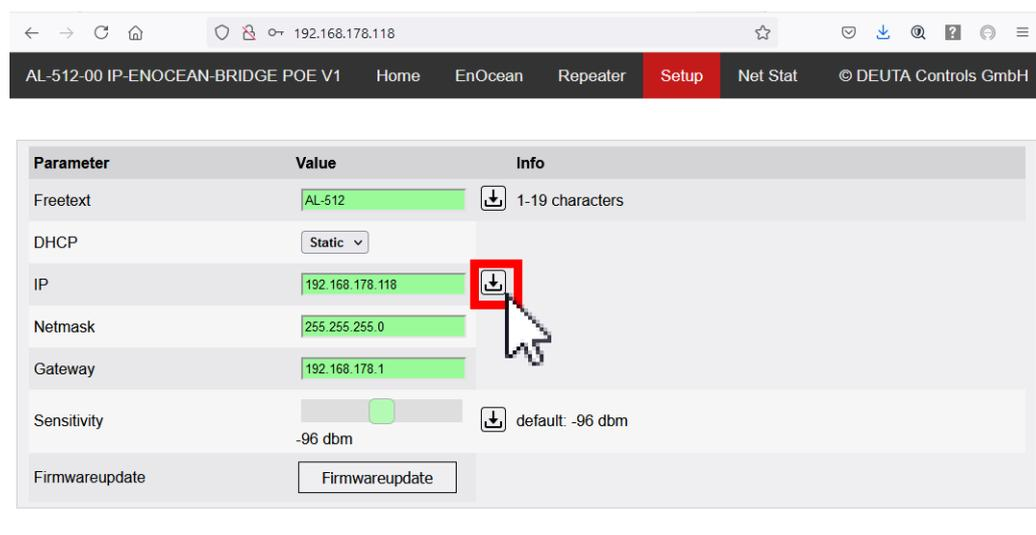 192.168.178.118
AL-512-00 IP-ENOCEAN-BRIDGE POE V1 Home EnOcean Repeater Setup Net Stat © DEUTA Controls GmbH
Parameter Value Info
Freetext AL-512 1-19 characters
DHCP Static
IP 192.168.178.118
Netmask 255.255.255.0
Gateway 192.168.178.1
Sensitivity -96 dbm default: -96 dbm
Firmwareupdate Firmwareupdate